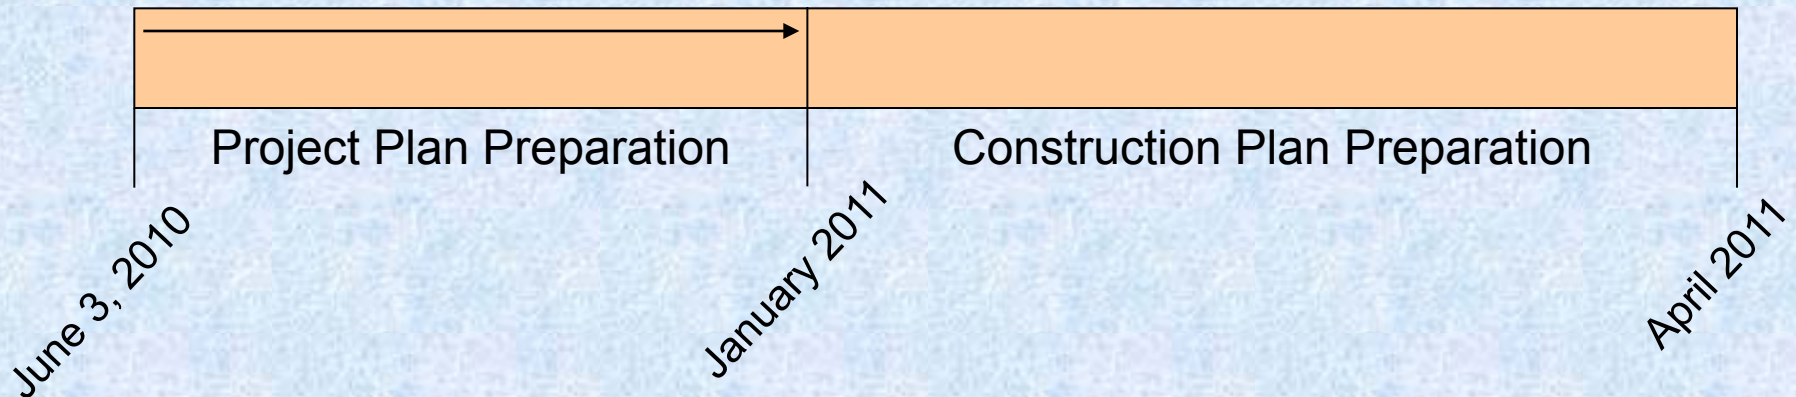 Project Plan Preparation
Construction Plan Preparation
June 3, 2010
January 2011
April 2011